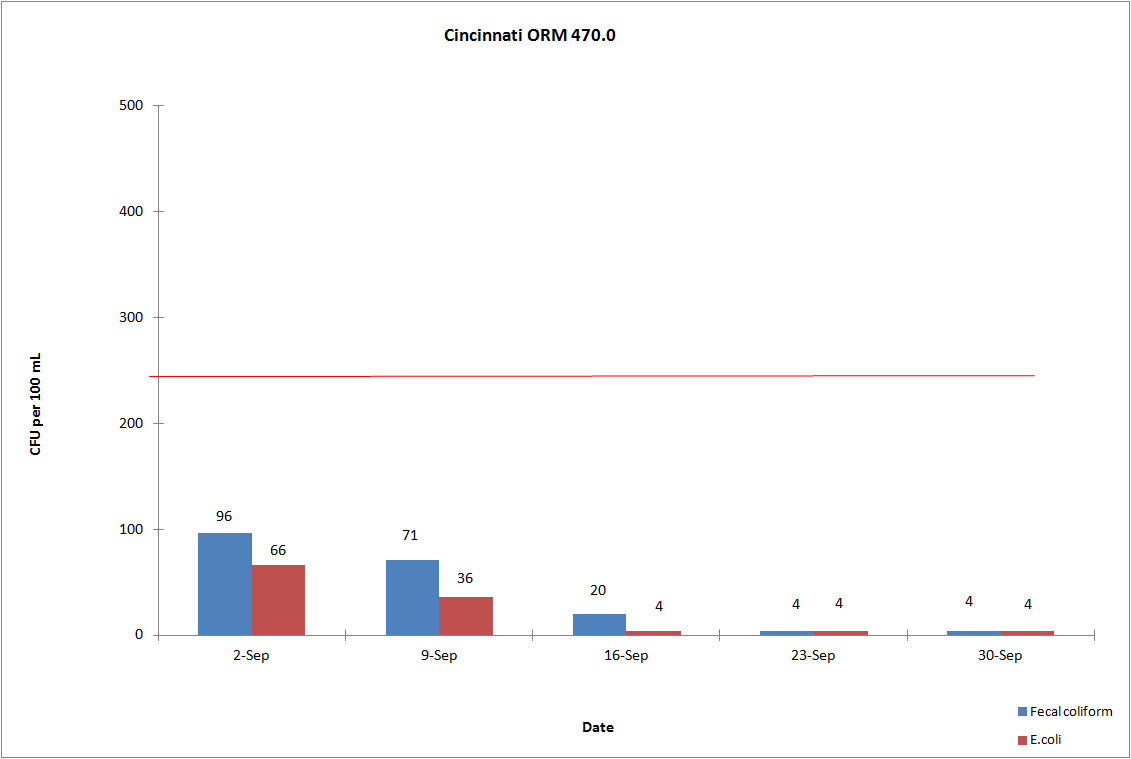 Cincinnati ORM 470.0
500
400
300
200
100
0
CFU per 100 mL
96
66
71
36
20
4
4
4
4
4
2-Sep
9-Sep
16-Sep
23-Sep
30-Sep
Date
Fecal coliform
E.coli